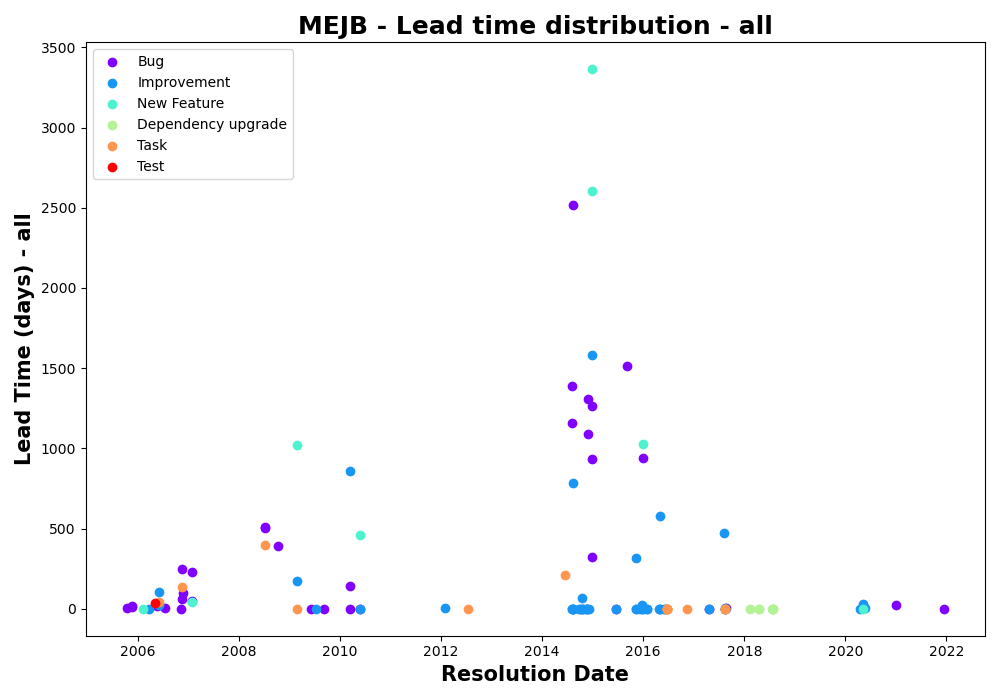 MEJB - Lead time distribution - all
3500
3000
2500
2000
1500
1000
500
0
Lead Time (days) - all
Bug
Improvement
New Feature
Dependency upgrade
Task
Test
2006 2008 2010 2012 2014 2016 2018 2020 2022
Resolution Date